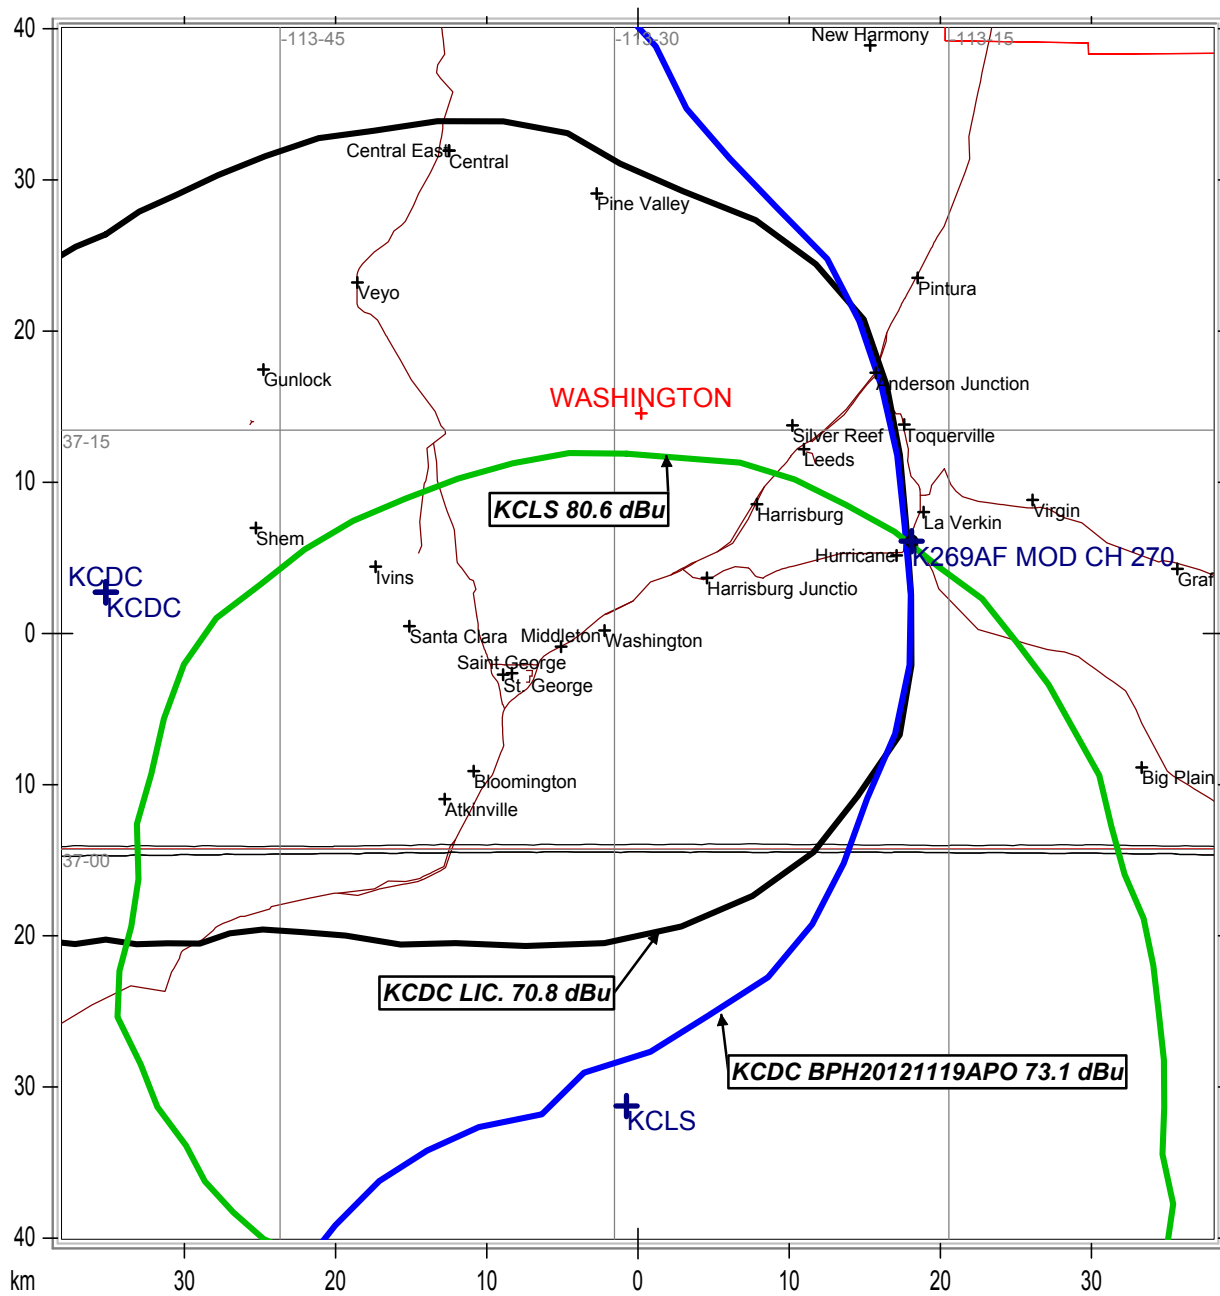 40
-113-45
-113-30
New Harmony
-113-15
Central East
Central
30
Pine Valley
Veyo
Pintura
20
Gunlock
Anderson Junction
WASHINGTON
37-15
Silver Reef
Toquerville
Leeds
10
KCLS 80.6 dBu
Harrisburg
La Verkin
Virgin
Shem
Hurricane
K269AF MOD CH 270
KCDC
KCDC
Ivins
Harrisburg Junctio
Graf
0
Santa Clara
Middleton
Washington
Saint George
St. George
10
Bloomington
Atkinville
Big Plain
37-00
20
KCDC LIC. 70.8 dBu
30
KCDC BPH20121119APO 73.1 dBu
KCLS
40
km
30
20
10
0
10
20
30